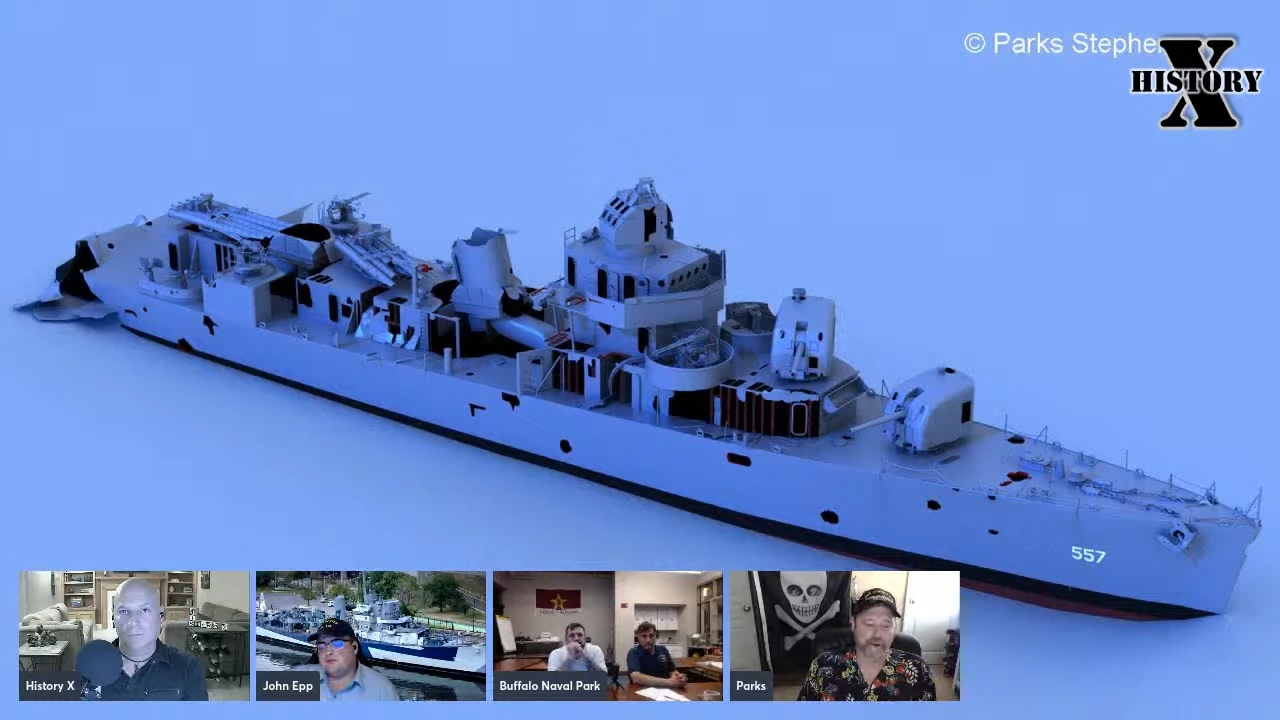 © Parks Stephe
HISTORY
X
557
History X
John Epp
Buffalo Naval Park
Parks